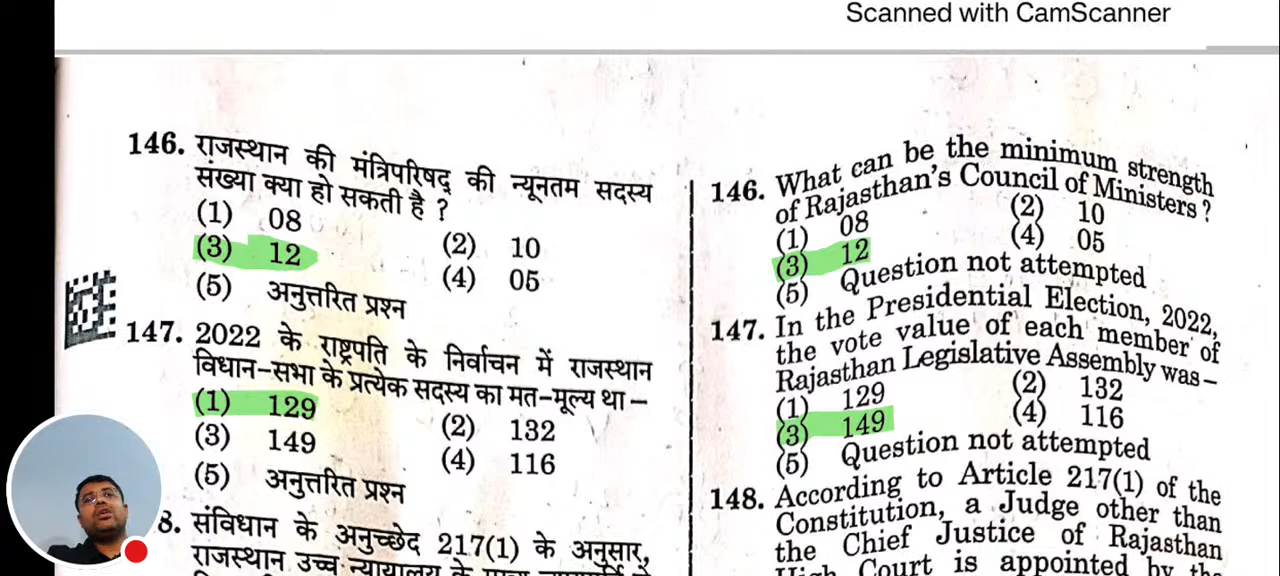 Scanned with CamScanner
146. राजस्थान की मंत्रिपरिषद् की न्यूनतम सदस्य
संख्या क्या हो सकती है ?
(1) 08
(2) 10
(3) 12
(4) 05
(5) अनुत्तरित प्रश्न
147. 2022 के राष्ट्रपति के निर्वाचन में राजस्थान
विधान-सभा के प्रत्येक सदस्य का मत-मूल्य था –
(1) 129
(2) 132
(3) 149
(4) 116
(5) अनुत्तरित प्रश्न
8. संविधान के अनुच्छेद 217(1) के अनुसार,
राजस्थान उच्च न्यायालय के
146. What can be the minimum strength
of Rajasthan's Council of Ministers ?
(1) 08
(2) 10
(3) 12
(4) 05
(5) Question not attempted
147. In the Presidential Election, 2022,
the vote value of each member of
Rajasthan Legislative Assembly was –
(1) 129
(2) 132
(3) 149
(4) 116
(5) Question not attempted
148. According to Article 217(1) of the
Constitution, a Judge other than
the Chief Justice of Rajasthan
High Court is appointed by the